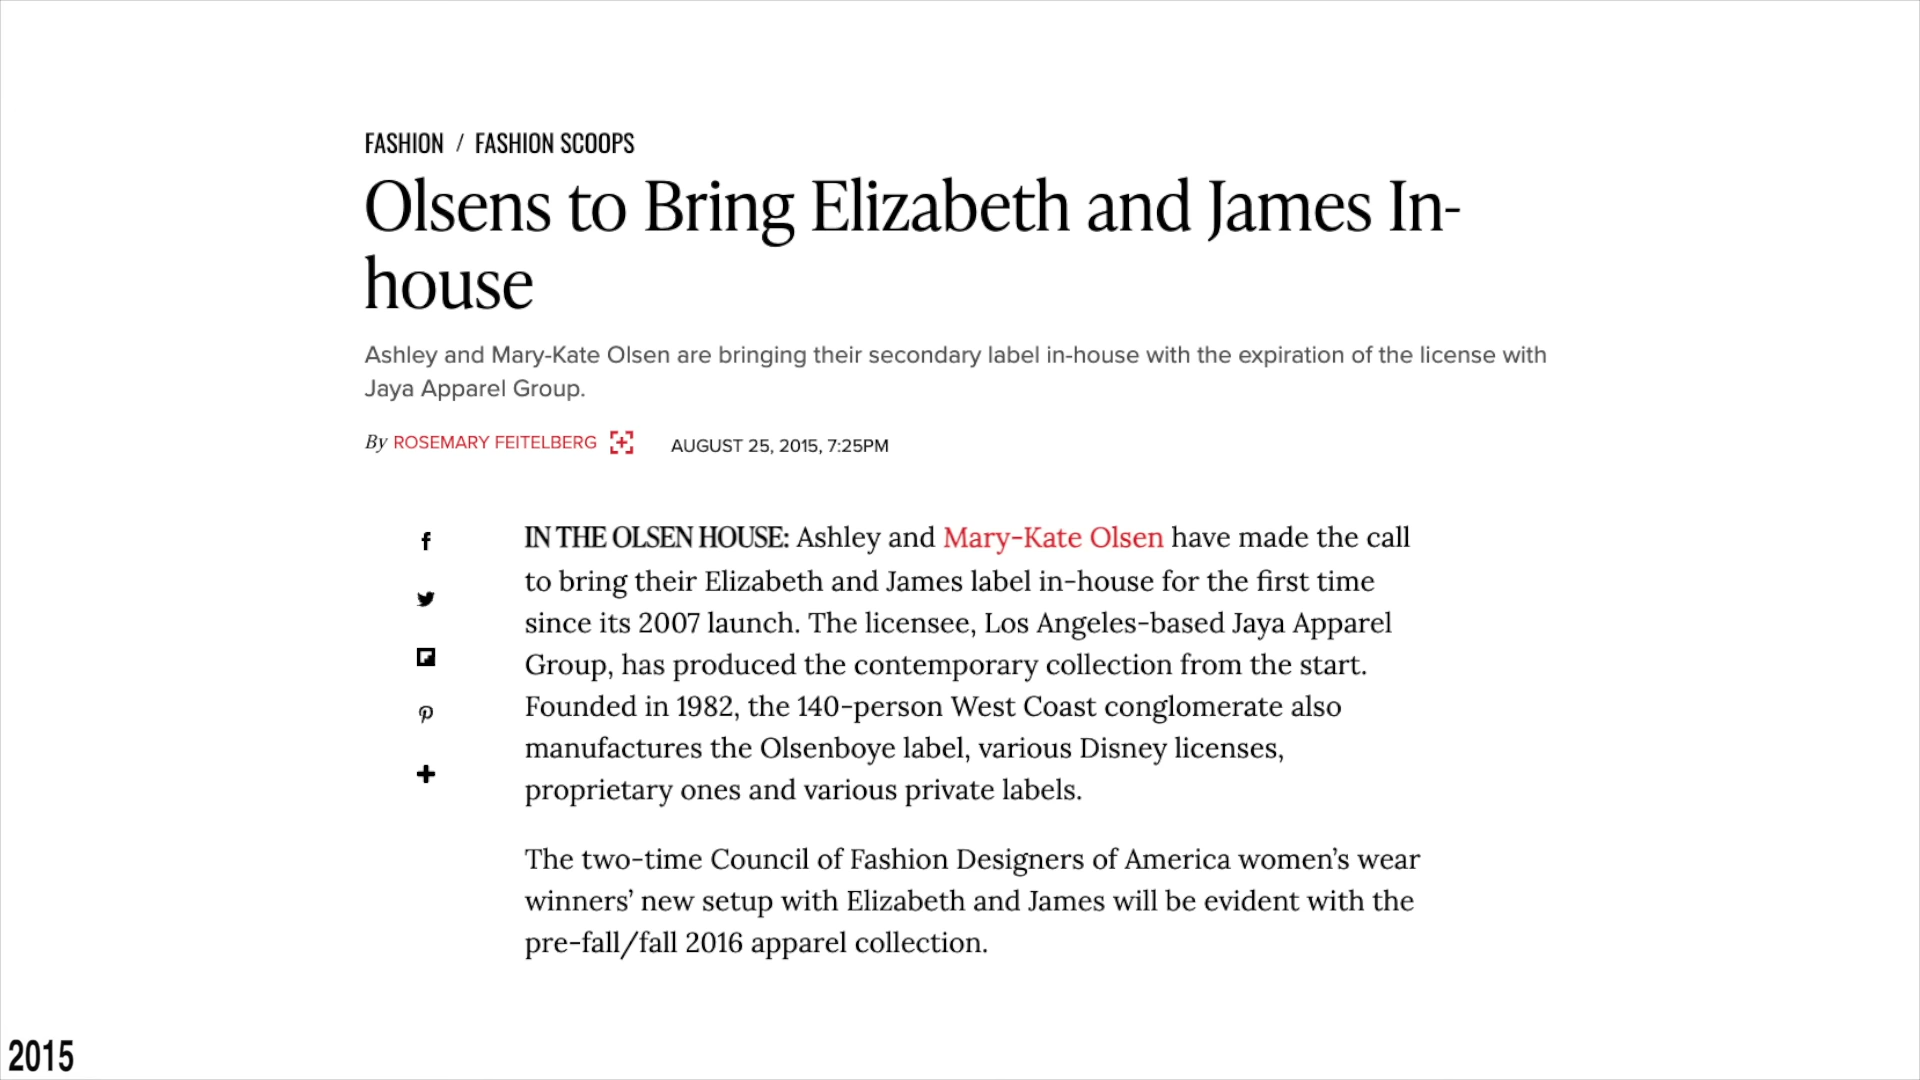 FASHION / FASHION SCOOPS
Olsens to Bring Elizabeth and James In-
house
Ashley and Mary-Kate Olsen are bringing their secondary label in-house with the expiration of the license with
Jaya Apparel Group.
By ROSEMARY FEITELBERG AUGUST 25, 2015, 7:25PM
IN THE OLSEN HOUSE: Ashley and Mary-Kate Olsen have made the call
to bring their Elizabeth and James label in-house for the first time
since its 2007 launch. The licensee, Los Angeles-based Jaya Apparel
Group, has produced the contemporary collection from the start.
Founded in 1982, the 140-person West Coast conglomerate also
manufactures the Olsenboye label, various Disney licenses,
proprietary ones and various private labels.
The two-time Council of Fashion Designers of America women’s wear
winners’ new setup with Elizabeth and James will be evident with the
pre-fall/fall 2016 apparel collection.
2015